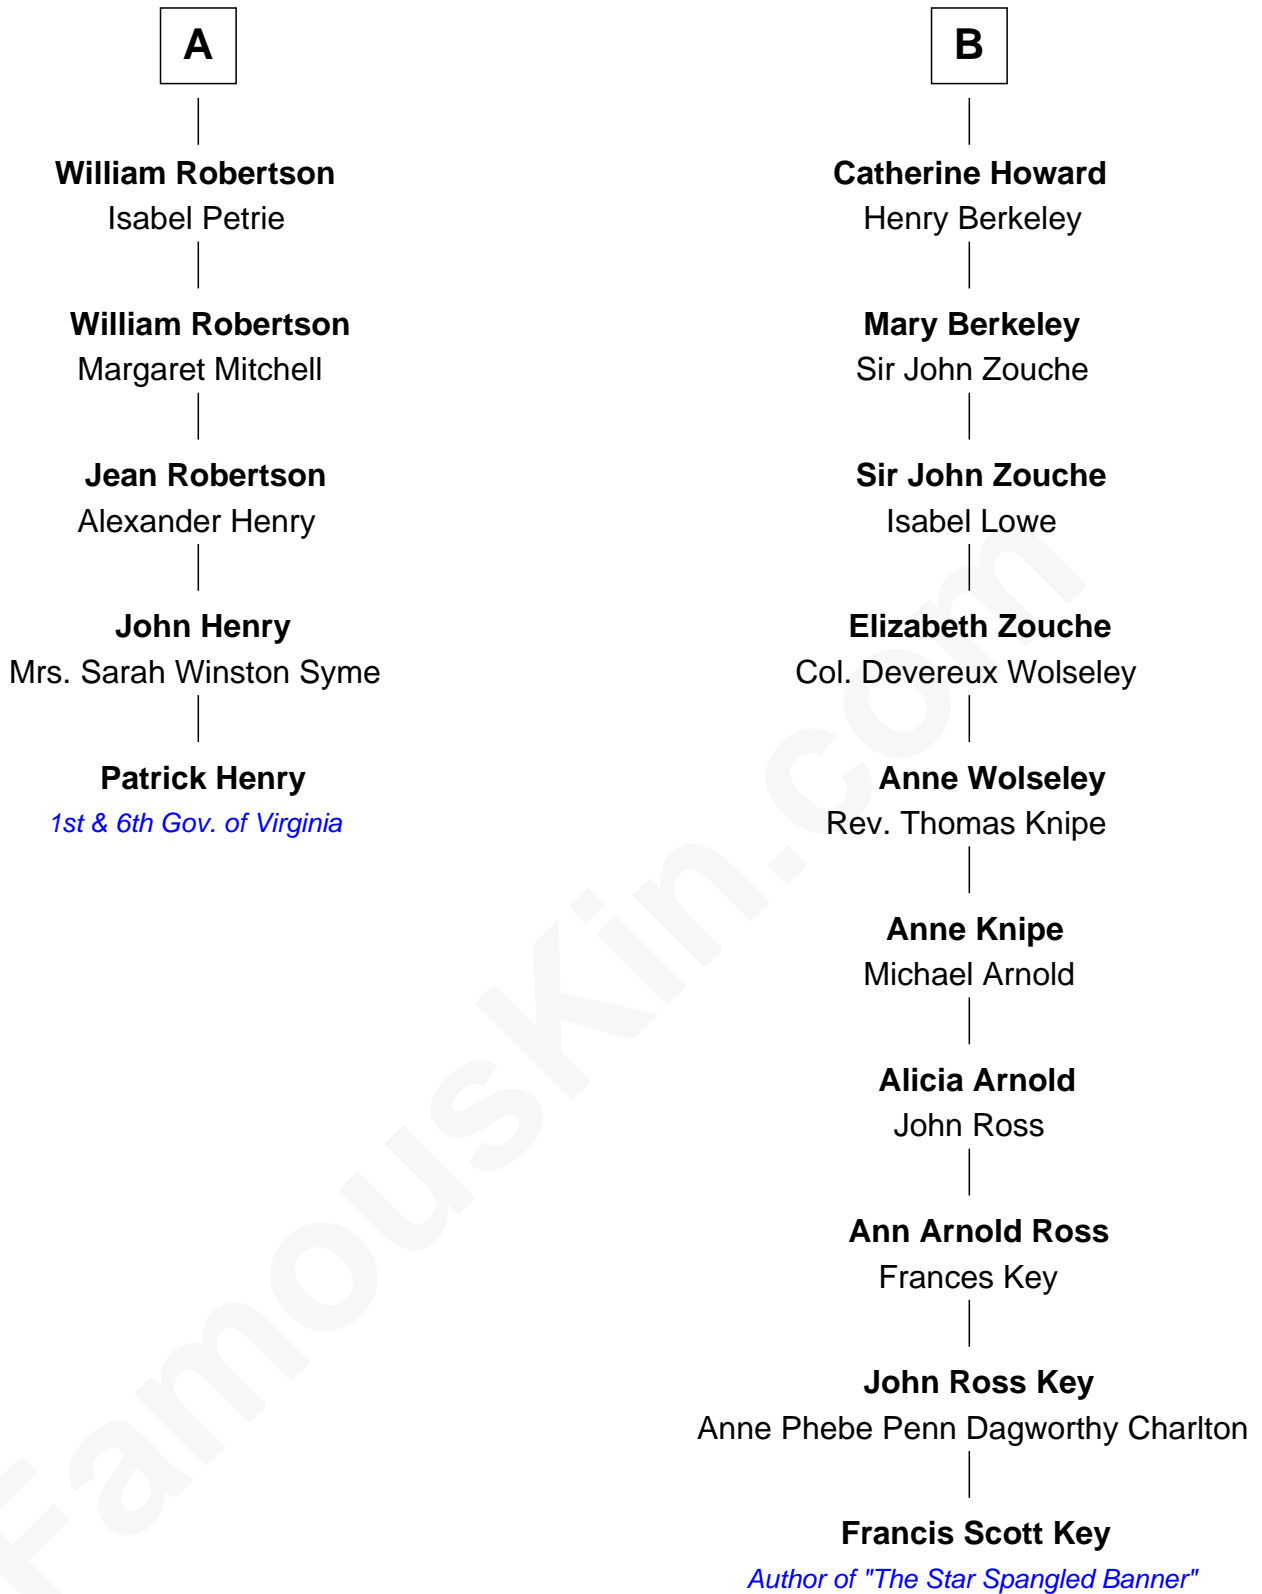 A
William Robertson
Isabel Petrie
William Robertson
Margaret Mitchell
Jean Robertson
Alexander Henry
John Henry
Mrs. Sarah Winston Syme
Patrick Henry
1st & 6th Gov. of Virginia
B
Catherine Howard
Henry Berkeley
Mary Berkeley
Sir John Zouche
Sir John Zouche
Isabel Lowe
Elizabeth Zouche
Col. Devereux Wolseley
Anne Wolseley
Rev. Thomas Knipe
Anne Knipe
Michael Arnold
Alicia Arnold
John Ross
Ann Arnold Ross
Frances Key
John Ross Key
Anne Phebe Penn Dagworthy Charlton
Francis Scott Key
Author of "The Star Spangled Banner"
FamousKin.com